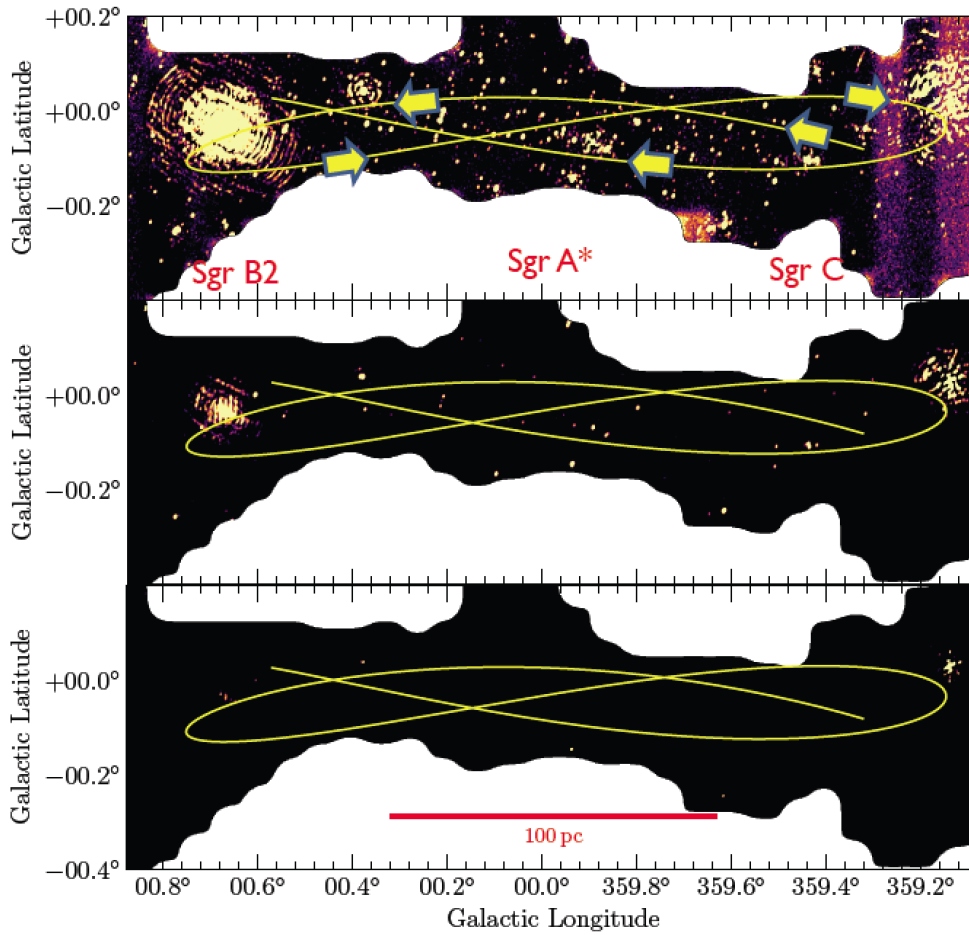 +00.2°
+00.0°
−00.2°
Galactic Latitude
Sgr B2
Sgr A*
Sgr C
+00.0°
−00.2°
Galactic Latitude
+00.0°
−00.2°
−00.4°
Galactic Latitude
100 pc
00.8° 00.6° 00.4° 00.2° 00.0° 359.8° 359.6° 359.4° 359.2°
Galactic Longitude